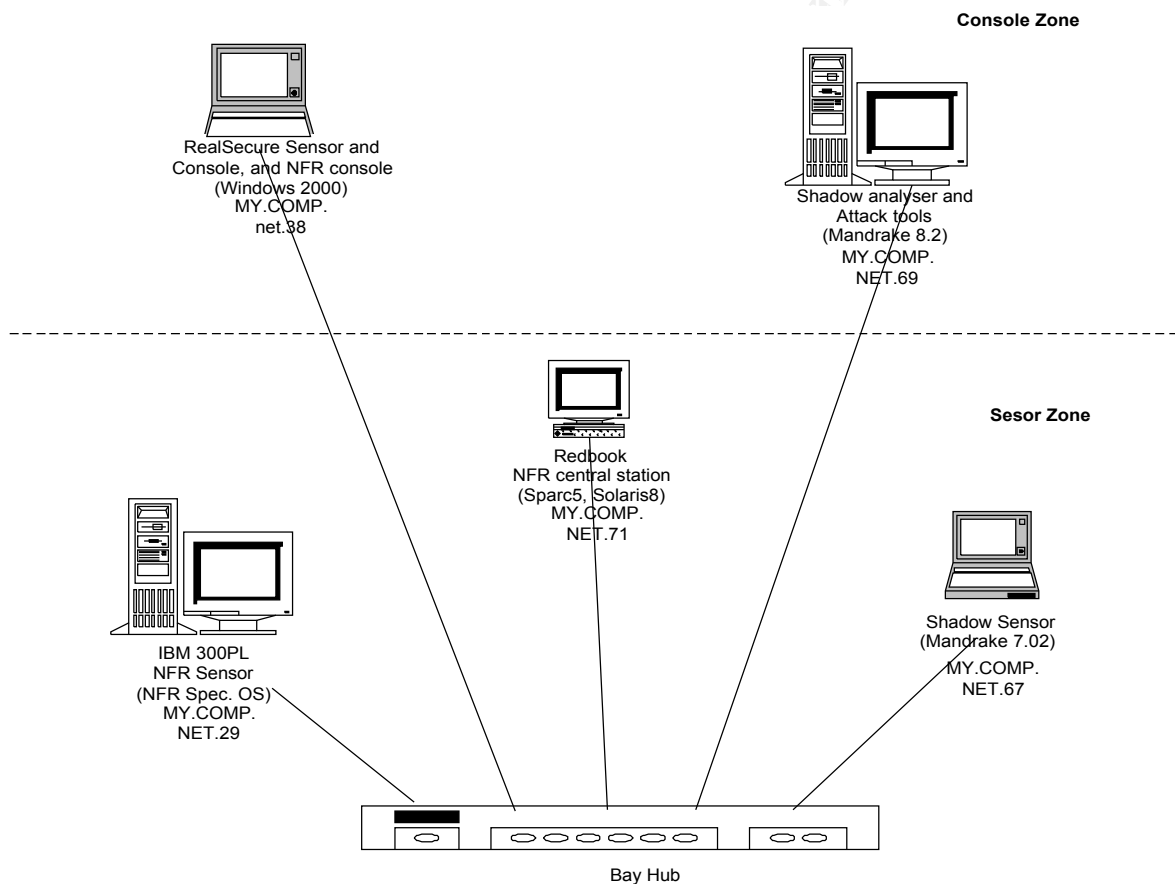 Console Zone
RealSecure Sensor and
Console, and NFR console
(Windows 2000)
MY.COMP.
net.38
Shadow analyser and
Attack tools
(Mandrake 8.2)
MY.COMP.
NET.69
Sesor Zone
Redbook
NFR central station
(Sparc5, Solaris8)
MY.COMP.
NET.71
IBM 300PL
NFR Sensor
(NFR Spec. OS)
MY.COMP.
NET.29
Shadow Sensor
(Mandrake 7.02)
MY.COMP.
NET.67
Bay Hub